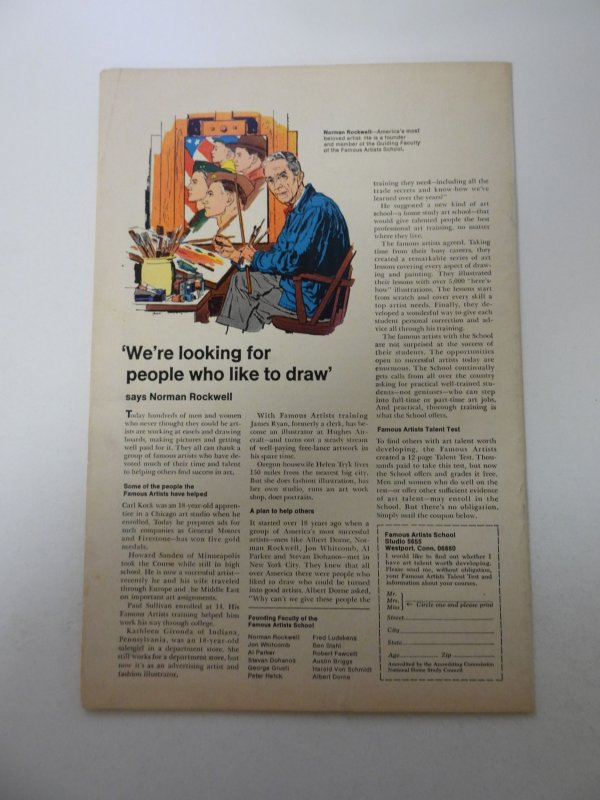 Norman Rockwell—America's most
beloved artist. He is a founder
and member of the Guiding Faculty
of the Famous Artists School.
'We're looking for
people who like to draw'
says Norman Rockwell
Today hundreds of men and women
who never thought they could be art-
ists are working at easels and drawing
boards, making pictures and getting
well paid for it. They all can thank a
group of famous artists who have de-
voted much of their time and talent
to helping others find success in art.
Some of the people the
Famous Artists have helped
Carl Kock was an 18-year-old appren-
tice in a Chicago art studio when he
enrolled. Today he prepares ads for
such companies as General Motors
and Firestone—has won five gold
medals.
Howard Sanden of Minneapolis
took the Course while still in high
school. He is now a successful artist—
recently he and his wife traveled
through Europe and the Middle East
on important assignments.
Paul Sullivan enrolled at 14. His
Famous Artists training helped him
work his way through college.
Kathleen Gironda of Indiana,
Pennsylvania, was an 18-year-old
salesgirl in a department store. She
still works for a department store, but
now it's as an advertising artist and
fashion illustrator.
With Famous Artists training
James Ryan, formerly a clerk, has be-
come an illustrator at Hughes Air-
craft—and turns out a steady stream
of well-paying free-lance artwork in
his spare time.
Oregon housewife Helen Tryk lives
150 miles from the nearest big city.
But she does fashion illustration, has
her own studio, runs an art work
shop, does portraits.
A plan to help others
It started over 18 years ago when a
group of America's most successful
artists—men like Albert Dorne, Nor-
man Rockwell, Jon Whitcomb, Al
Parker and Stevan Dohanos—met in
New York City. They knew that all
over America there were people who
liked to draw who could be turned
into good artists. Albert Dorne asked,
"Why can't we give these people the
Founding Faculty of the
Famous Artists School
Norman Rockwell
Jon Whitcomb
Al Parker
Stevan Dohanos
George Giusti
Peter Helck
Fred Ludekens
Ben Stahl
Robert Fawcett
Austin Briggs
Harold Von Schmidt
Albert Dorne
training they need—including all the
trade secrets and know-how we've
learned over the years?"
He suggested a new kind of art
school—a home study art school—that
would give talented people the best
professional art training, no matter
where they live.
The famous artists agreed. Taking
time from their busy careers, they
created a remarkable series of art
lessons covering every aspect of draw-
ing and painting. They illustrated
their lessons with over 5,000 "here's-
how" illustrations. The lessons start
from scratch and cover every skill a
top artist needs. Finally, they de-
veloped a wonderful way to give each
student personal correction and ad-
vice all through his training.
The famous artists with the School
are not surprised at the success of
their students. The opportunities
open to successful artists today are
enormous. The School continually
gets calls from all over the country
asking for practical well-trained stu-
dents—not geniuses—who can step
into full-time or part-time art jobs.
And practical, thorough training is
what the School offers.
Famous Artists Talent Test
To find others with art talent worth
developing, the Famous Artists
created a 12-page Talent Test. Thou-
sands paid to take this test, but now
the School offers and grades it free.
Men and women who do well on the
test—or offer other sufficient evidence
of art talent—may enroll in the
School. But there's no obligation.
Simply mail the coupon below.
Famous Artists School
Studio 5655
Westport, Conn. 06880
I would like to find out whether I
have art talent worth developing.
Please send me, without obligation,
your Famous Artists Talent Test and
information about your courses.
Mr.
Mrs.
Miss ← Circle one and please print
Street
City
State
Age Zip
Accredited by the Accrediting Commission
National Home Study Council.